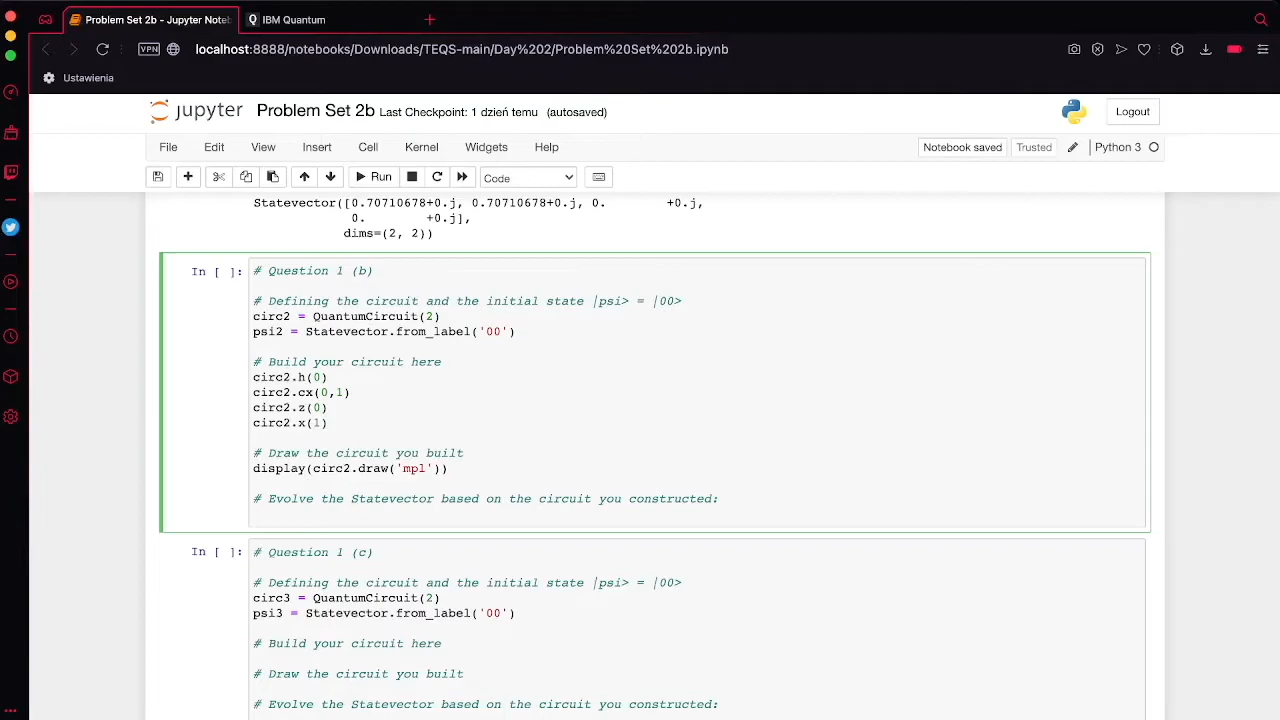 Problem Set 2b - Jupyter Noteb
IBM Quantum
VPN
localhost:8888/notebooks/Downloads/TEQS-main/Day%202/Problem%20Set%202b.ipynb
Ustawienia
jupyter Problem Set 2b Last Checkpoint: 1 dzień temu (autosaved)
Logout
File Edit View Insert Cell Kernel Widgets Help
Notebook saved Trusted Python 3
Run Code
Statevector([0.70710678+0.j, 0.70710678+0.j, 0. +0.j,
0. +0.j],
dims=(2, 2))
In [ ]: # Question 1 (b)
# Defining the circuit and the initial state |psi> = |00>
circ2 = QuantumCircuit(2)
psi2 = Statevector.from_label('00')
# Build your circuit here
circ2.h(0)
circ2.cx(0,1)
circ2.z(0)
circ2.x(1)
# Draw the circuit you built
display(circ2.draw('mpl'))
# Evolve the Statevector based on the circuit you constructed:
In [ ]: # Question 1 (c)
# Defining the circuit and the initial state |psi> = |00>
circ3 = QuantumCircuit(2)
psi3 = Statevector.from_label('00')
# Build your circuit here
# Draw the circuit you built
# Evolve the Statevector based on the circuit you constructed: